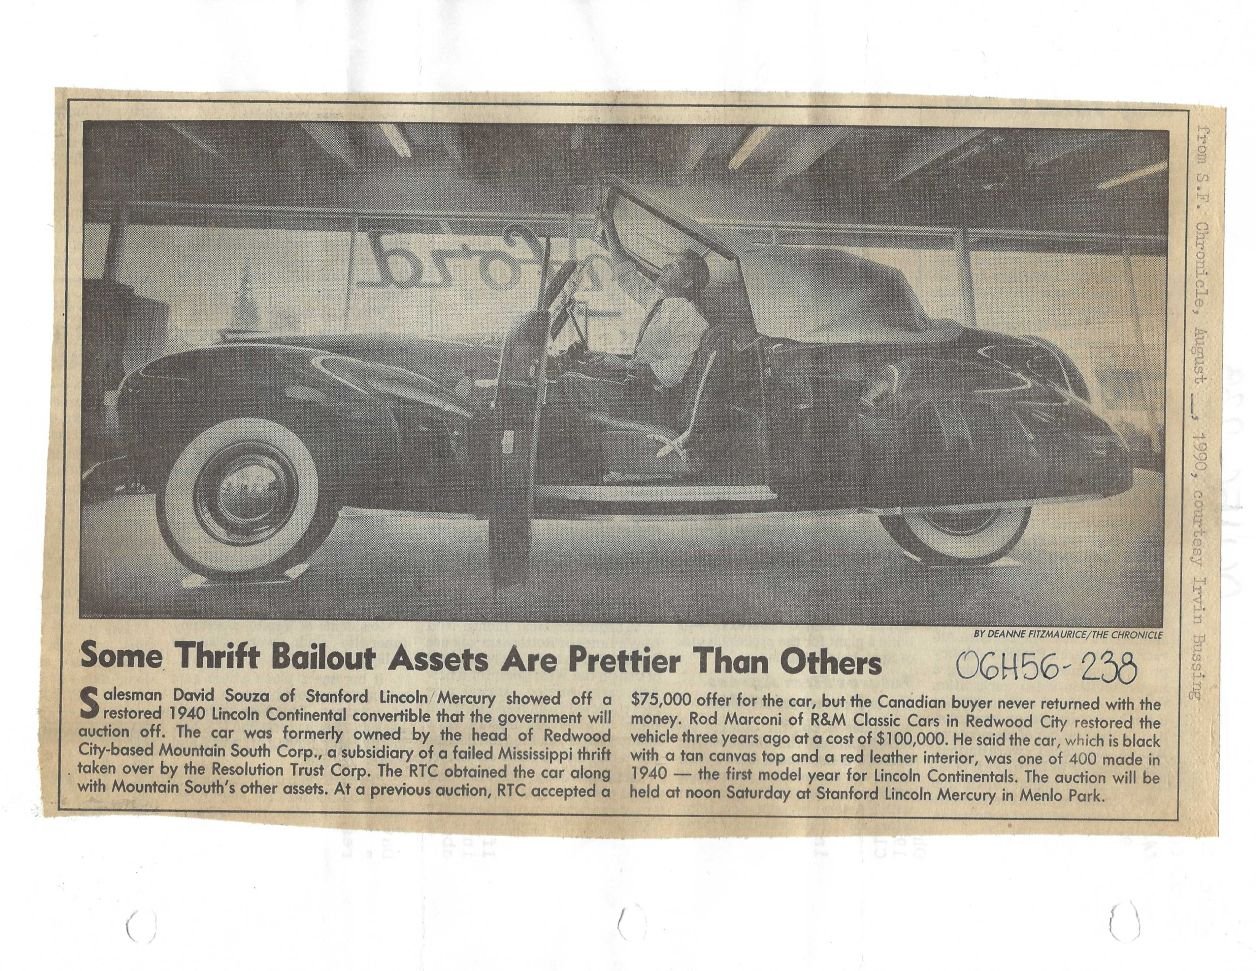 BY DEANNE FITZMAURICE/THE CHRONICLE
Some Thrift Bailout Assets Are Prettier Than Others
06H56-238
Salesman David Souza of Stanford Lincoln Mercury showed off a
restored 1940 Lincoln Continental convertible that the government will
auction off. The car was formerly owned by the head of Redwood
City-based Mountain South Corp., a subsidiary of a failed Mississippi thrift
taken over by the Resolution Trust Corp. The RTC obtained the car along
with Mountain South's other assets. At a previous auction, RTC accepted a
$75,000 offer for the car, but the Canadian buyer never returned with the
money. Rod Marconi of R&M Classic Cars in Redwood City restored the
vehicle three years ago at a cost of $100,000. He said the car, which is black
with a tan canvas top and a red leather interior, was one of 400 made in
1940 — the first model year for Lincoln Continentals. The auction will be
held at noon Saturday at Stanford Lincoln Mercury in Menlo Park.
from S.F. Chronicle, August __, 1990, courtesy Irvin Bussing